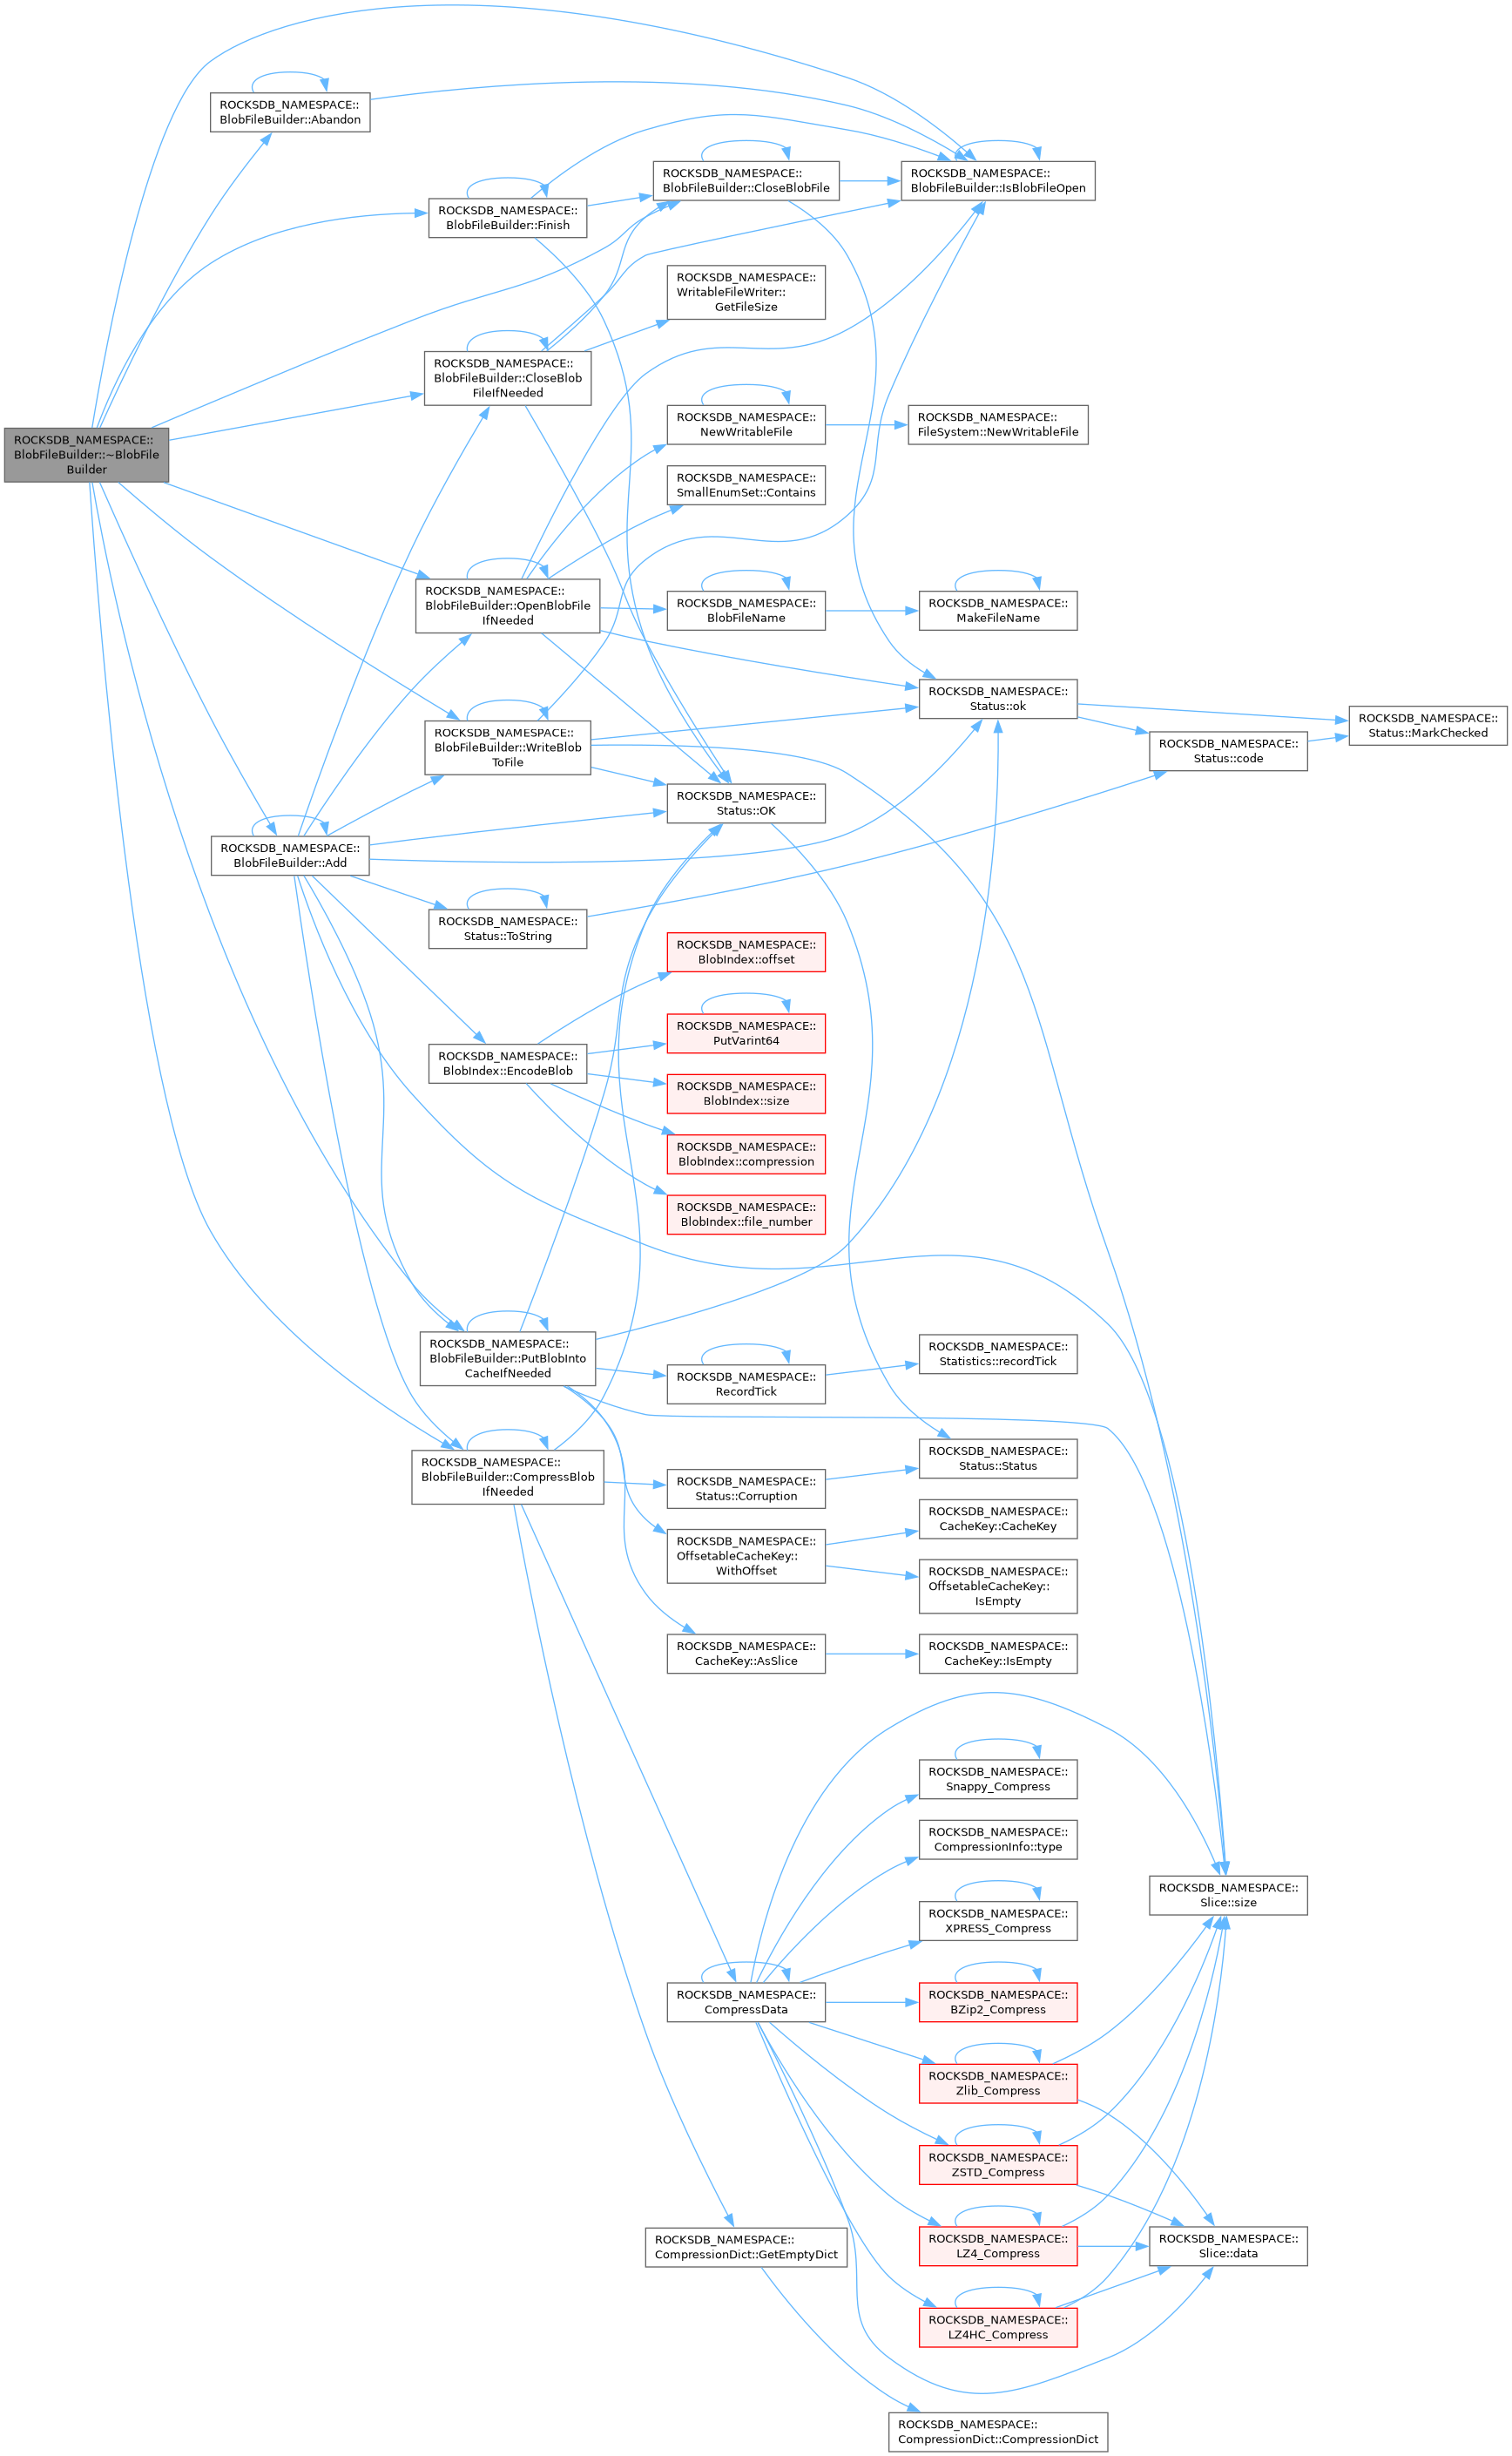 ROCKSDB_NAMESPACE::
BlobFileBuilder::~BlobFile
Builder
ROCKSDB_NAMESPACE::
BlobFileBuilder::Abandon
ROCKSDB_NAMESPACE::
BlobFileBuilder::IsBlobFileOpen
ROCKSDB_NAMESPACE::
BlobFileBuilder::CloseBlobFile
ROCKSDB_NAMESPACE::
BlobFileBuilder::Finish
ROCKSDB_NAMESPACE::
WritableFileWriter::
GetFileSize
ROCKSDB_NAMESPACE::
BlobFileBuilder::CloseBlob
FileIfNeeded
ROCKSDB_NAMESPACE::
NewWritableFile
ROCKSDB_NAMESPACE::
FileSystem::NewWritableFile
ROCKSDB_NAMESPACE::
SmallEnumSet::Contains
ROCKSDB_NAMESPACE::
BlobFileBuilder::OpenBlobFile
IfNeeded
ROCKSDB_NAMESPACE::
BlobFileName
ROCKSDB_NAMESPACE::
MakeFileName
ROCKSDB_NAMESPACE::
Status::ok
ROCKSDB_NAMESPACE::
Status::MarkChecked
ROCKSDB_NAMESPACE::
Status::code
ROCKSDB_NAMESPACE::
BlobFileBuilder::WriteBlob
ToFile
ROCKSDB_NAMESPACE::
Status::OK
ROCKSDB_NAMESPACE::
BlobFileBuilder::Add
ROCKSDB_NAMESPACE::
Status::ToString
ROCKSDB_NAMESPACE::
BlobIndex::offset
ROCKSDB_NAMESPACE::
PutVarint64
ROCKSDB_NAMESPACE::
BlobIndex::EncodeBlob
ROCKSDB_NAMESPACE::
BlobIndex::size
ROCKSDB_NAMESPACE::
BlobIndex::compression
ROCKSDB_NAMESPACE::
BlobIndex::file_number
ROCKSDB_NAMESPACE::
BlobFileBuilder::PutBlobInto
CacheIfNeeded
ROCKSDB_NAMESPACE::
RecordTick
ROCKSDB_NAMESPACE::
Statistics::recordTick
ROCKSDB_NAMESPACE::
BlobFileBuilder::CompressBlob
IfNeeded
ROCKSDB_NAMESPACE::
Status::Corruption
ROCKSDB_NAMESPACE::
Status::Status
ROCKSDB_NAMESPACE::
OffsetableCacheKey::
WithOffset
ROCKSDB_NAMESPACE::
CacheKey::CacheKey
ROCKSDB_NAMESPACE::
OffsetableCacheKey::
IsEmpty
ROCKSDB_NAMESPACE::
CacheKey::AsSlice
ROCKSDB_NAMESPACE::
CacheKey::IsEmpty
ROCKSDB_NAMESPACE::
Snappy_Compress
ROCKSDB_NAMESPACE::
CompressionInfo::type
ROCKSDB_NAMESPACE::
Slice::size
ROCKSDB_NAMESPACE::
XPRESS_Compress
ROCKSDB_NAMESPACE::
CompressData
ROCKSDB_NAMESPACE::
BZip2_Compress
ROCKSDB_NAMESPACE::
Zlib_Compress
ROCKSDB_NAMESPACE::
ZSTD_Compress
ROCKSDB_NAMESPACE::
LZ4_Compress
ROCKSDB_NAMESPACE::
Slice::data
ROCKSDB_NAMESPACE::
CompressionDict::GetEmptyDict
ROCKSDB_NAMESPACE::
LZ4HC_Compress
ROCKSDB_NAMESPACE::
CompressionDict::CompressionDict